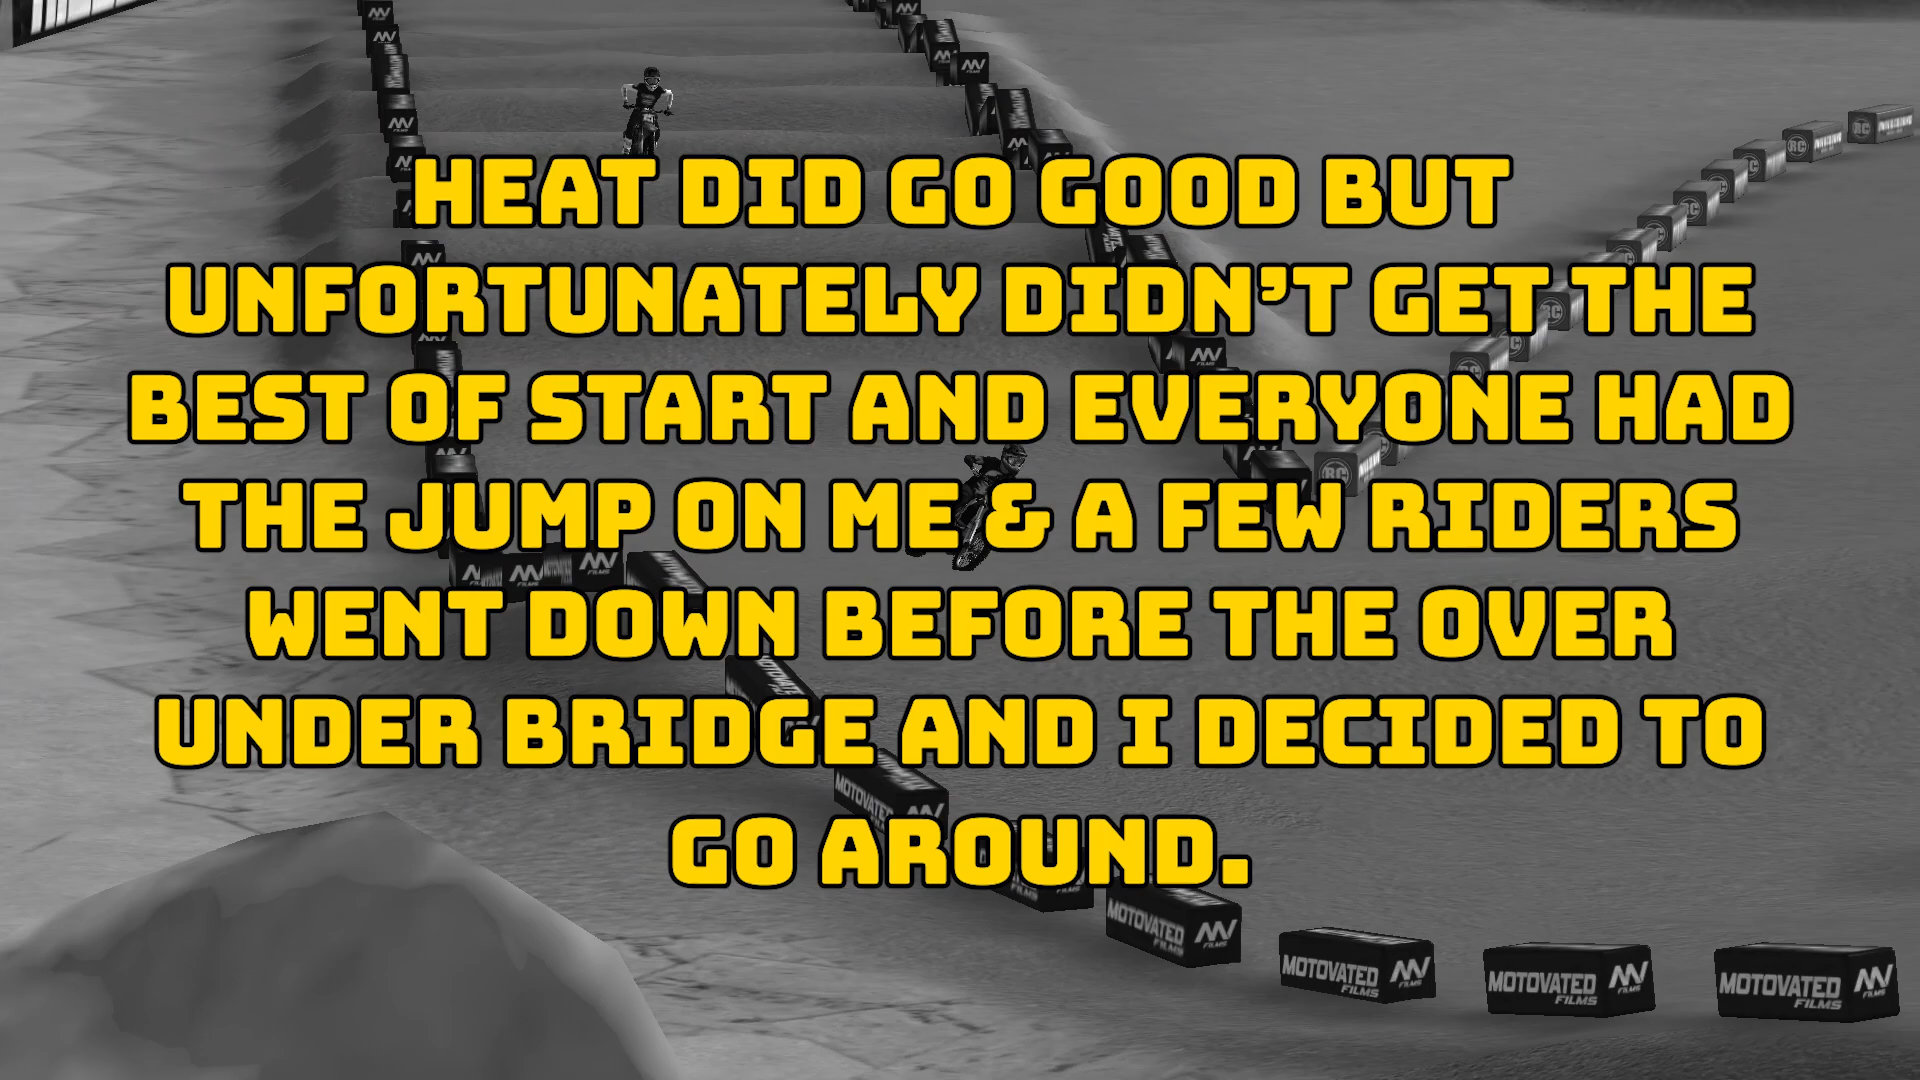 HEAT DID GO GOOD BUT
UNFORTUNATELY DIDN'T GET THE
BEST OF START AND EVERYONE HAD
THE JUMP ON ME & A FEW RIDERS
WENT DOWN BEFORE THE OVER
UNDER BRIDGE AND I DECIDED TO
GO AROUND.
RC
MOTOVATED FILMS
MOTOVATED FILMS
MOTOVATED FILMS
MOTOVATED FILMS
MOTOVATED